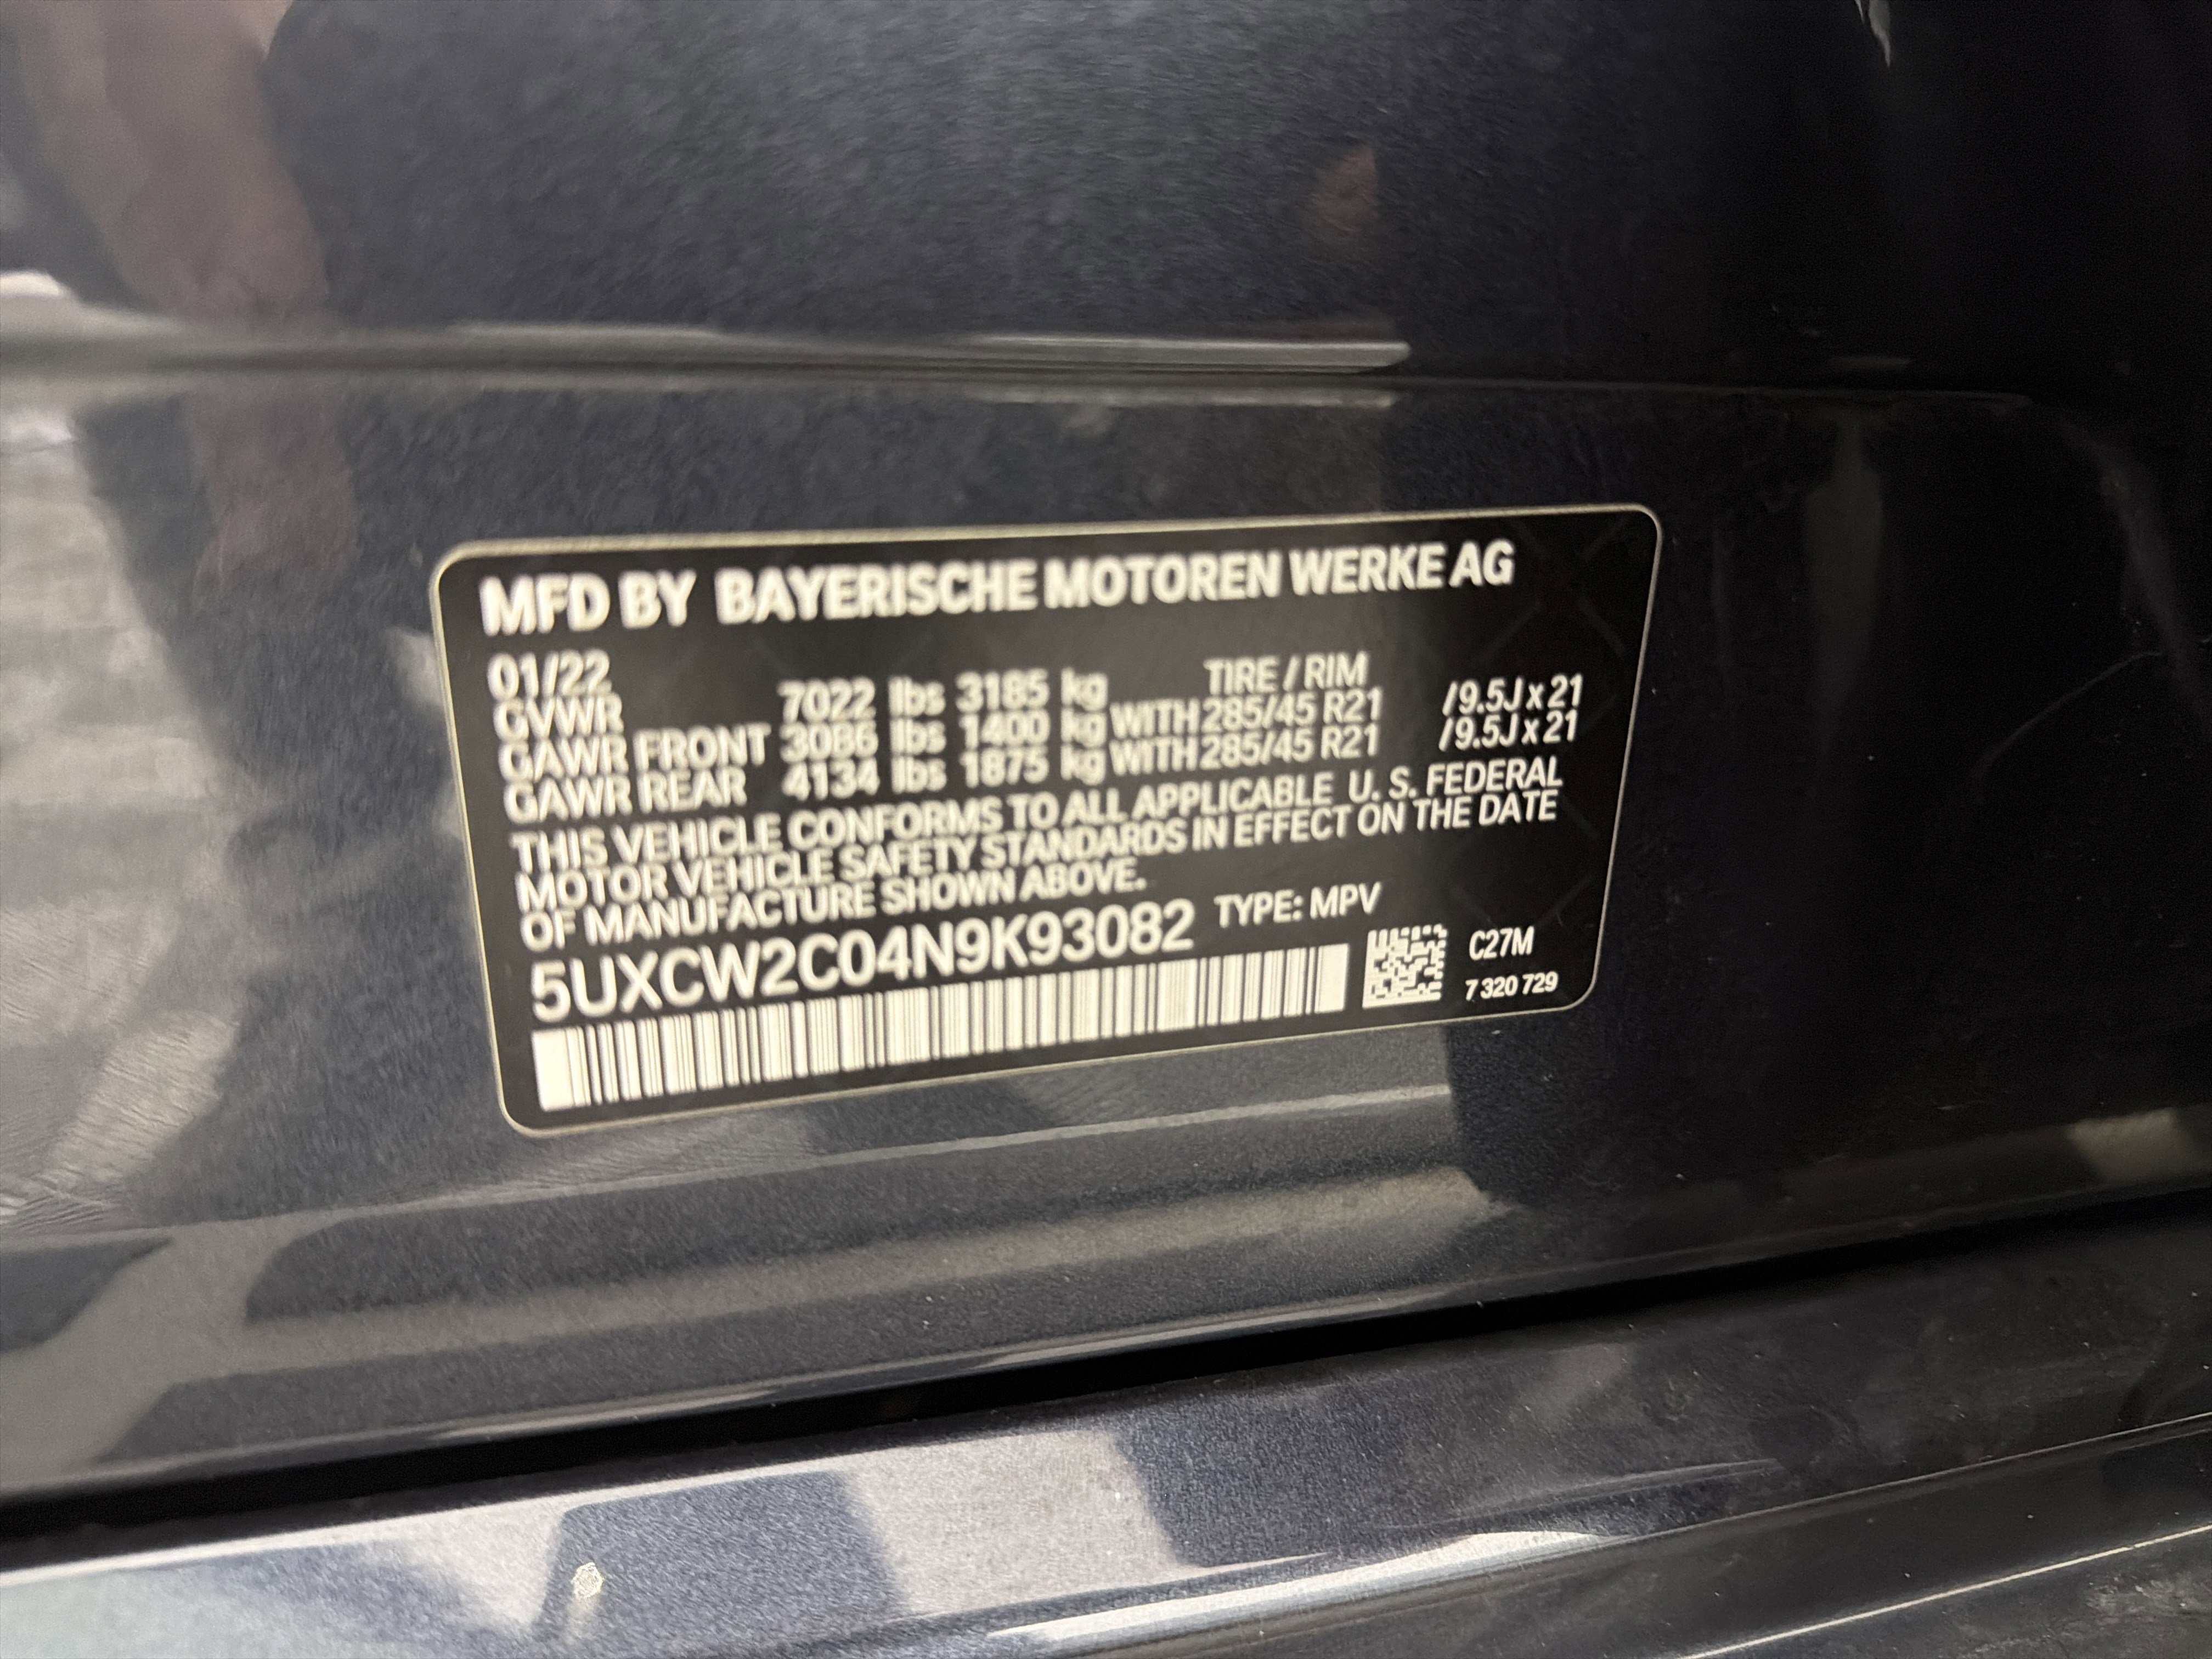 MFD BY BAYERISCHE MOTOREN WERKE AG
01/22 TIRE / RIM
GVWR 7022 lbs 3185 kg
GAWR FRONT 3086 lbs 1400 kg WITH 285/45 R21 /9.5J x 21
GAWR REAR 4134 lbs 1875 kg WITH 285/45 R21 /9.5J x 21
THIS VEHICLE CONFORMS TO ALL APPLICABLE U. S. FEDERAL
MOTOR VEHICLE SAFETY STANDARDS IN EFFECT ON THE DATE
OF MANUFACTURE SHOWN ABOVE.
5UXCW2C04N9K93082 TYPE: MPV
C27M
7 320 729